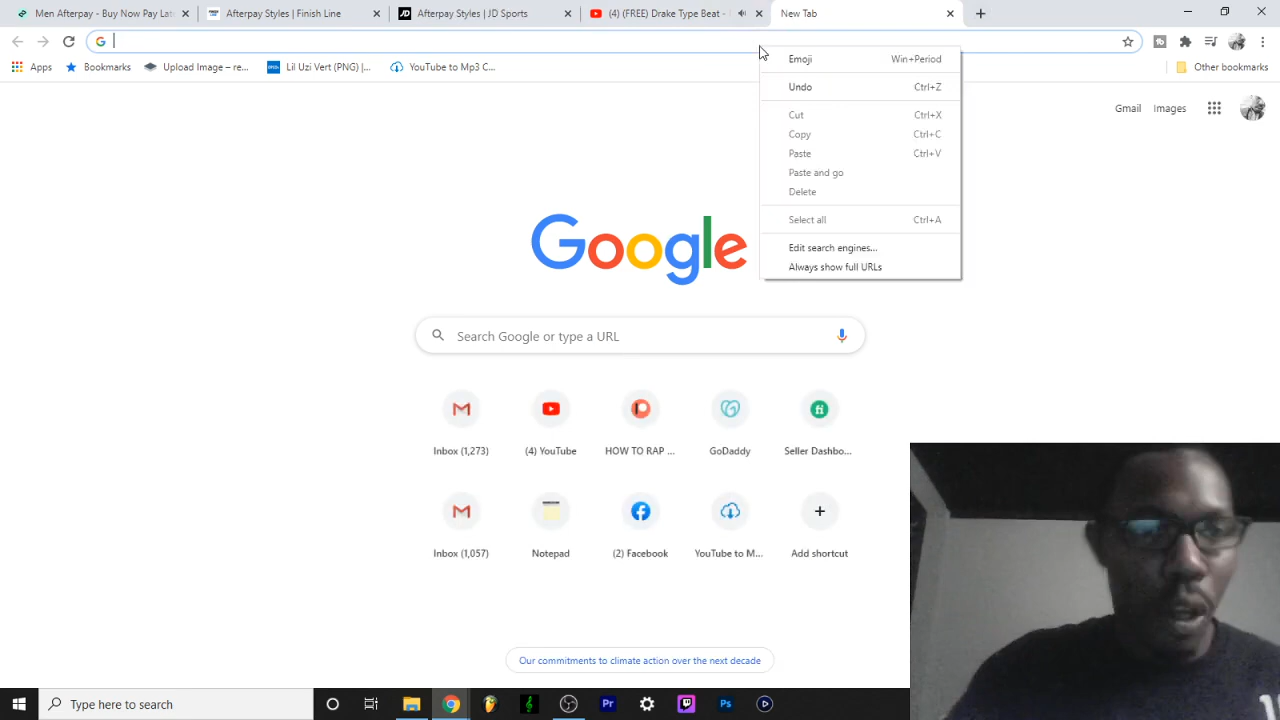 Men Afterpay - Buy Now Pay Late
Afterpay Styles | Finish Line
Afterpay Styles | JD Sports
(4) (FREE) Drake Type Beat -
New Tab
Apps
Bookmarks
Upload Image – re...
Lil Uzi Vert (PNG) |...
YouTube to Mp3 C...
Other bookmarks
Emoji Win+Period
Undo Ctrl+Z
Cut Ctrl+X
Copy Ctrl+C
Paste Ctrl+V
Paste and go
Delete
Select all Ctrl+A
Edit search engines...
Always show full URLs
Gmail Images
Google
Search Google or type a URL
Inbox (1,273)
(4) YouTube
HOW TO RAP ...
GoDaddy
Seller Dashbo...
Inbox (1,057)
Notepad
(2) Facebook
YouTube to M...
Add shortcut
Our commitments to climate action over the next decade
Type here to search